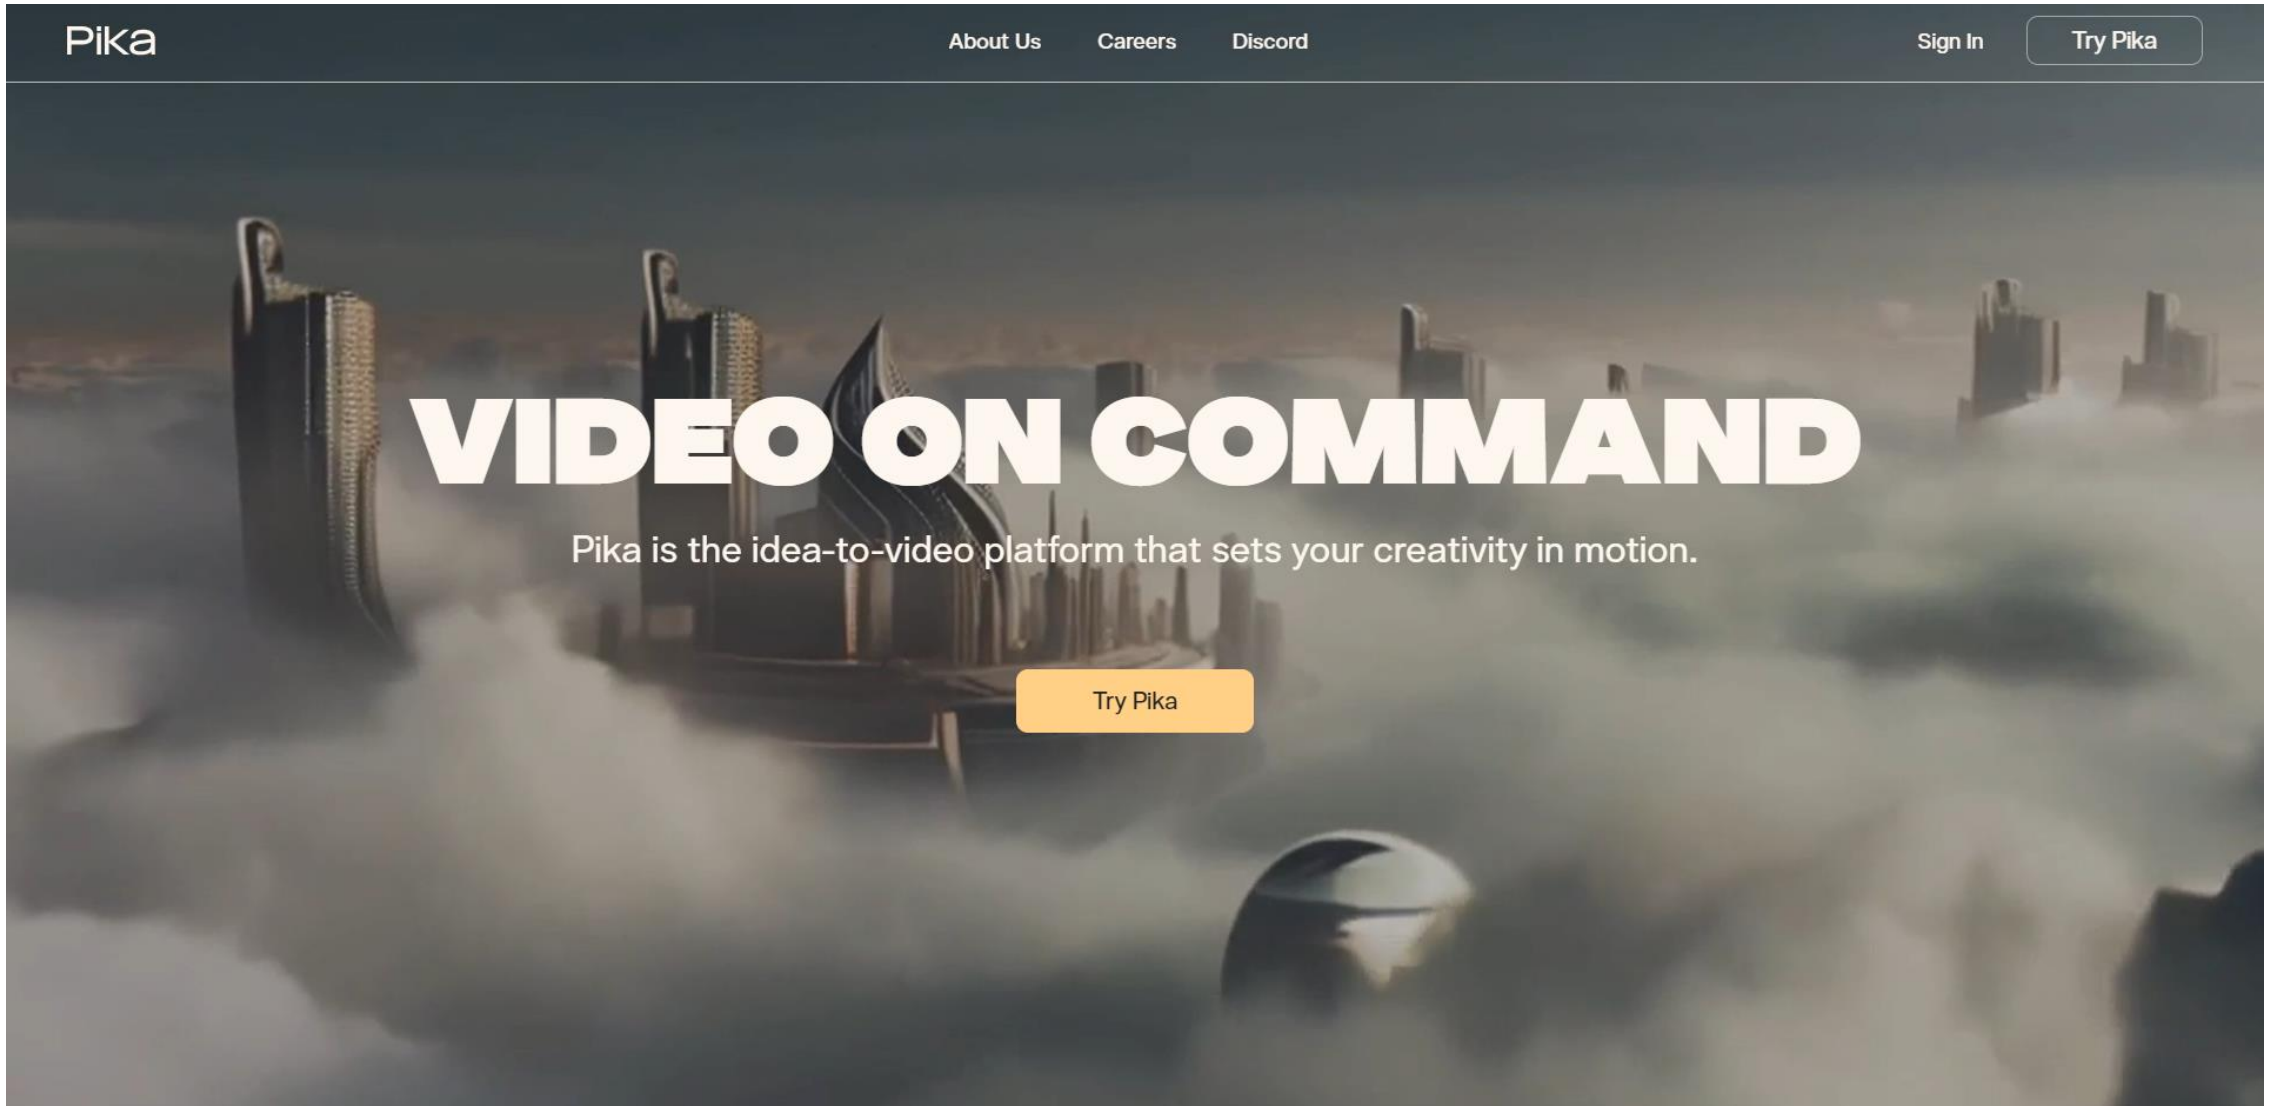 Pika
About Us
Careers
Discord
Sign In
Try Pika
VIDEO ON COMMAND
Pika is the idea-to-video platform that sets your creativity in motion.
Try Pika